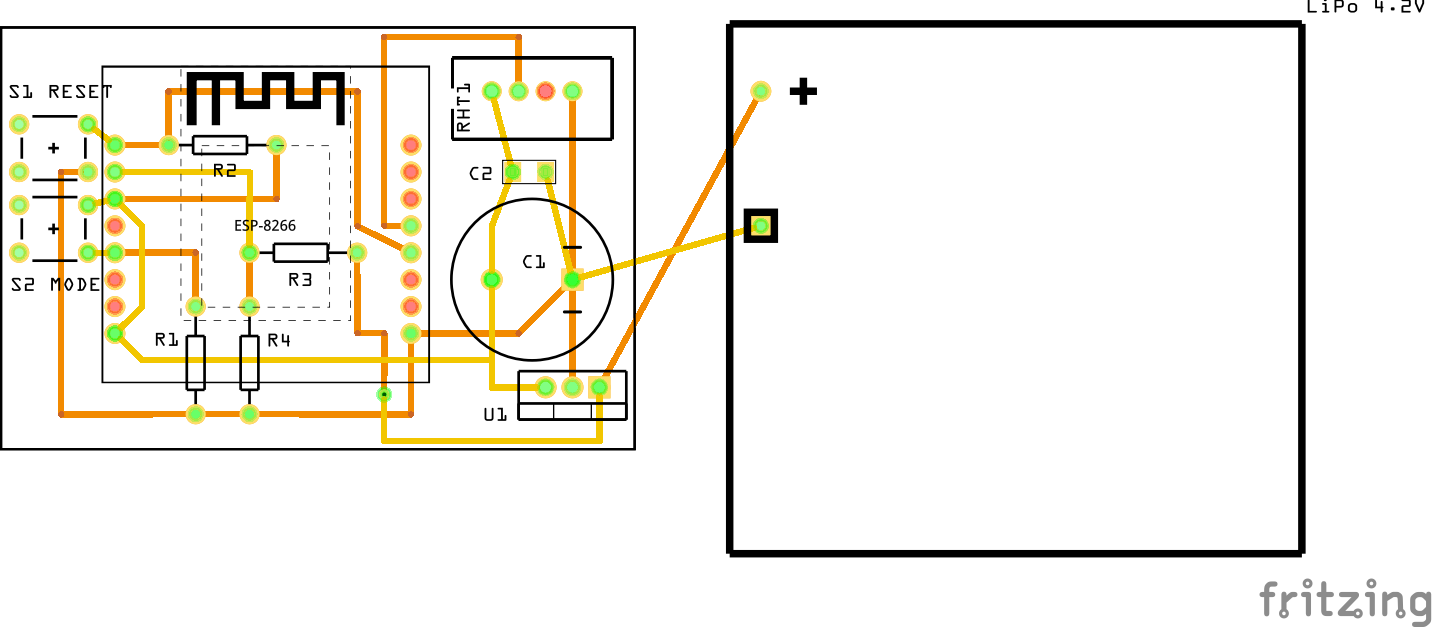 LiPo 4.2V
S1 RESET
RHT1
R2
C2
ESP-8266
C1
R3
S2 MODE
R1
R4
U1
fritzing